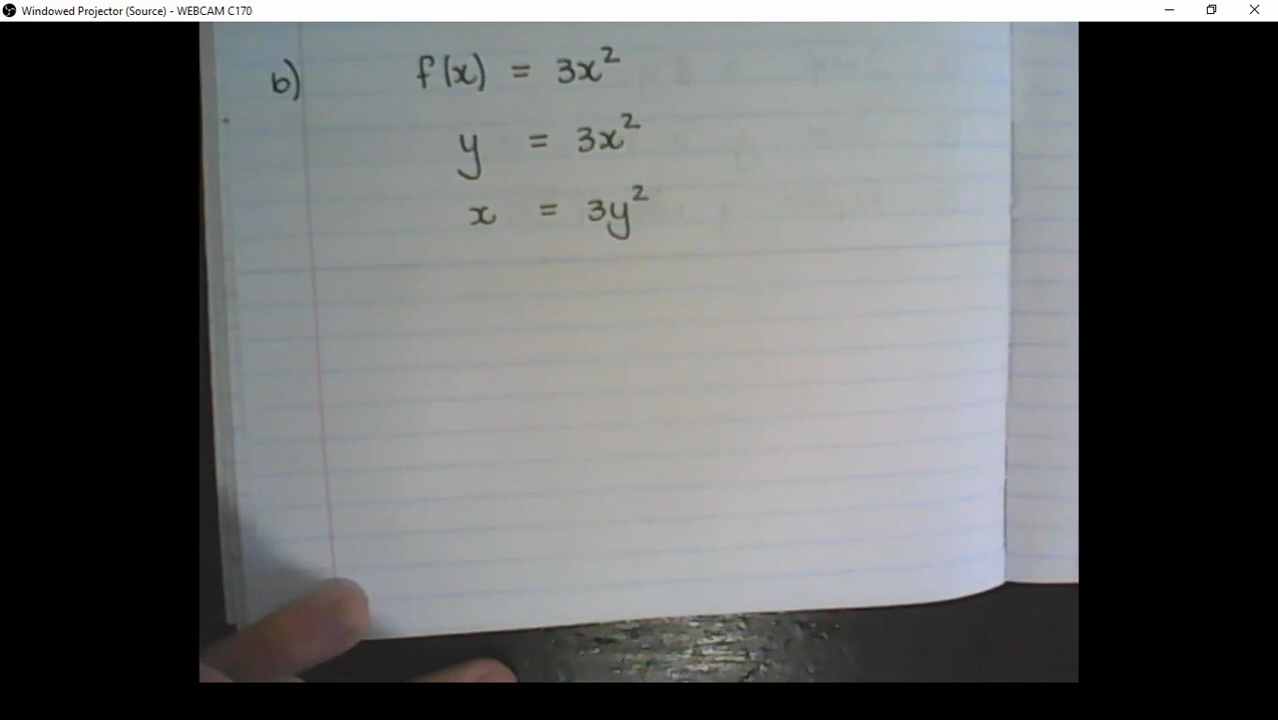 Windowed Projector (Source) - WEBCAM C170
b) f(x) = 3x²
y = 3x²
x = 3y²